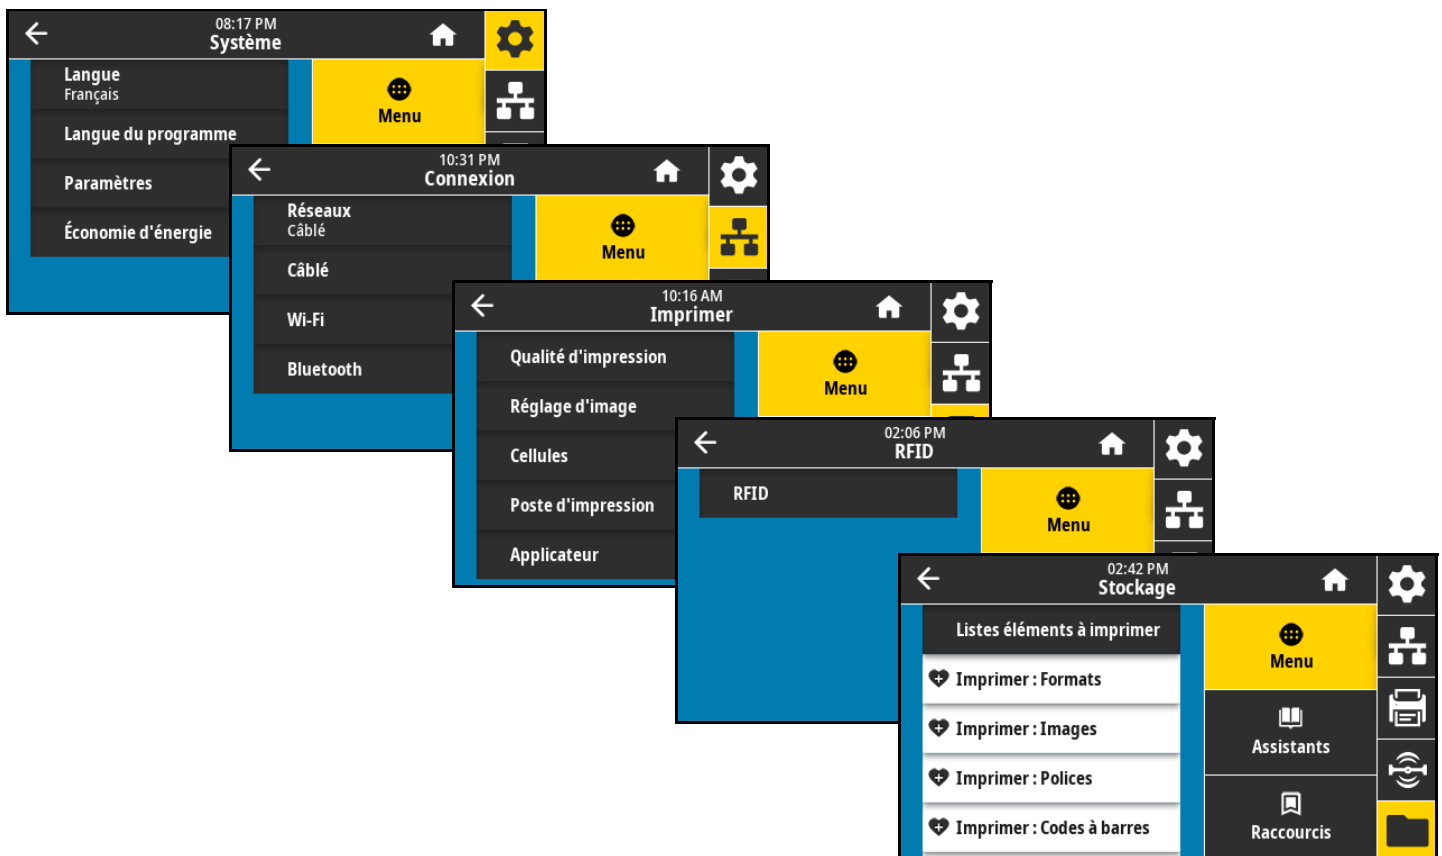 08:17 PM
Système
Langue
Français
Langue du programme
Paramètres
Économie d'énergie
Menu
10:31 PM
Connexion
Réseaux
Câblé
Câblé
Wi-Fi
Bluetooth
Menu
10:16 AM
Imprimer
Qualité d'impression
Réglage d'image
Cellules
Poste d'impression
Applicateur
Menu
02:06 PM
RFID
RFID
Menu
02:42 PM
Stockage
Listes éléments à imprimer
Imprimer : Formats
Imprimer : Images
Imprimer : Polices
Imprimer : Codes à barres
Menu
Assistants
Raccourcis